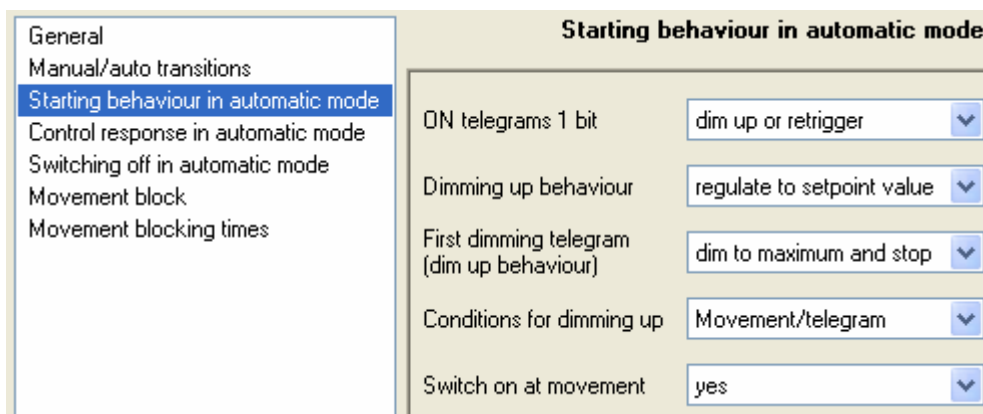 General
Manual/auto transitions
Starting behaviour in automatic mode
Control response in automatic mode
Switching off in automatic mode
Movement block
Movement blocking times
Starting behaviour in automatic mode
ON telegrams 1 bit
dim up or retrigger
Dimming up behaviour
regulate to setpoint value
First dimming telegram
(dim up behaviour)
dim to maximum and stop
Conditions for dimming up
Movement/telegram
Switch on at movement
yes